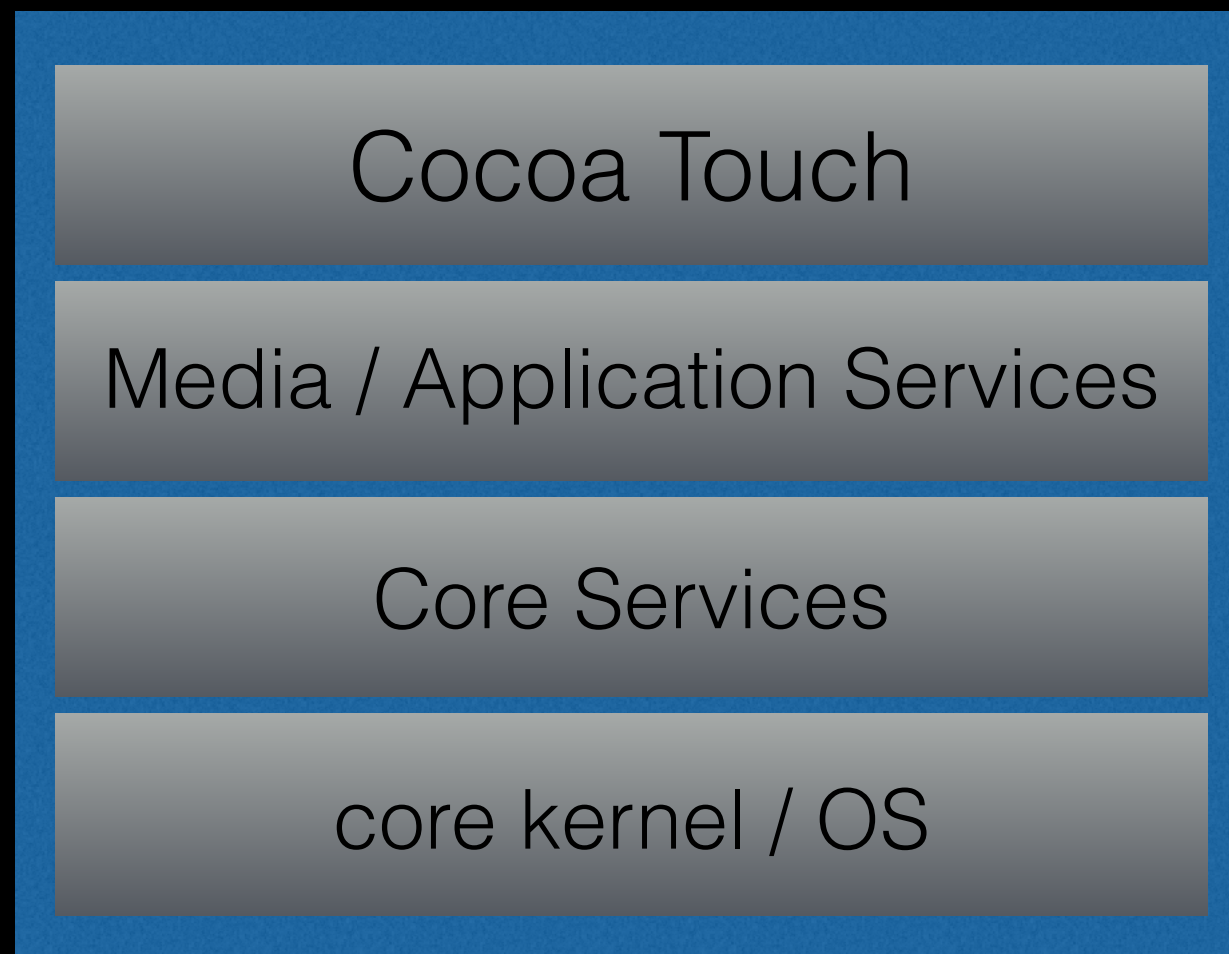 Cocoa Touch
Media / Application Services
Core Services
core kernel / OS